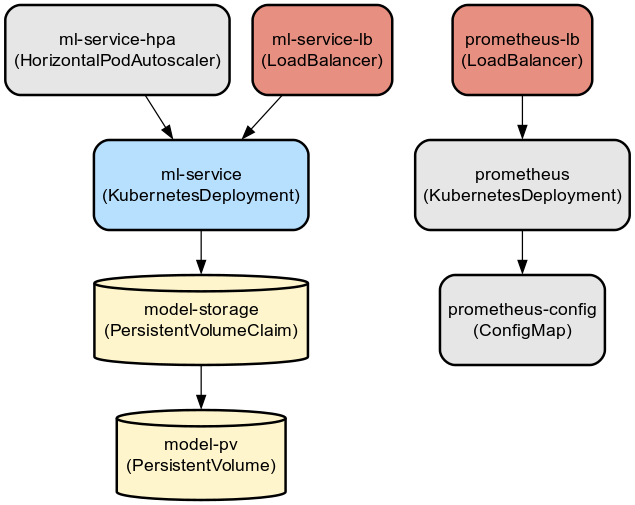 ml-service-hpa
(HorizontalPodAutoscaler)
ml-service-lb
(LoadBalancer)
prometheus-lb
(LoadBalancer)
ml-service
(KubernetesDeployment)
prometheus
(KubernetesDeployment)
model-storage
(PersistentVolumeClaim)
prometheus-config
(ConfigMap)
model-pv
(PersistentVolume)